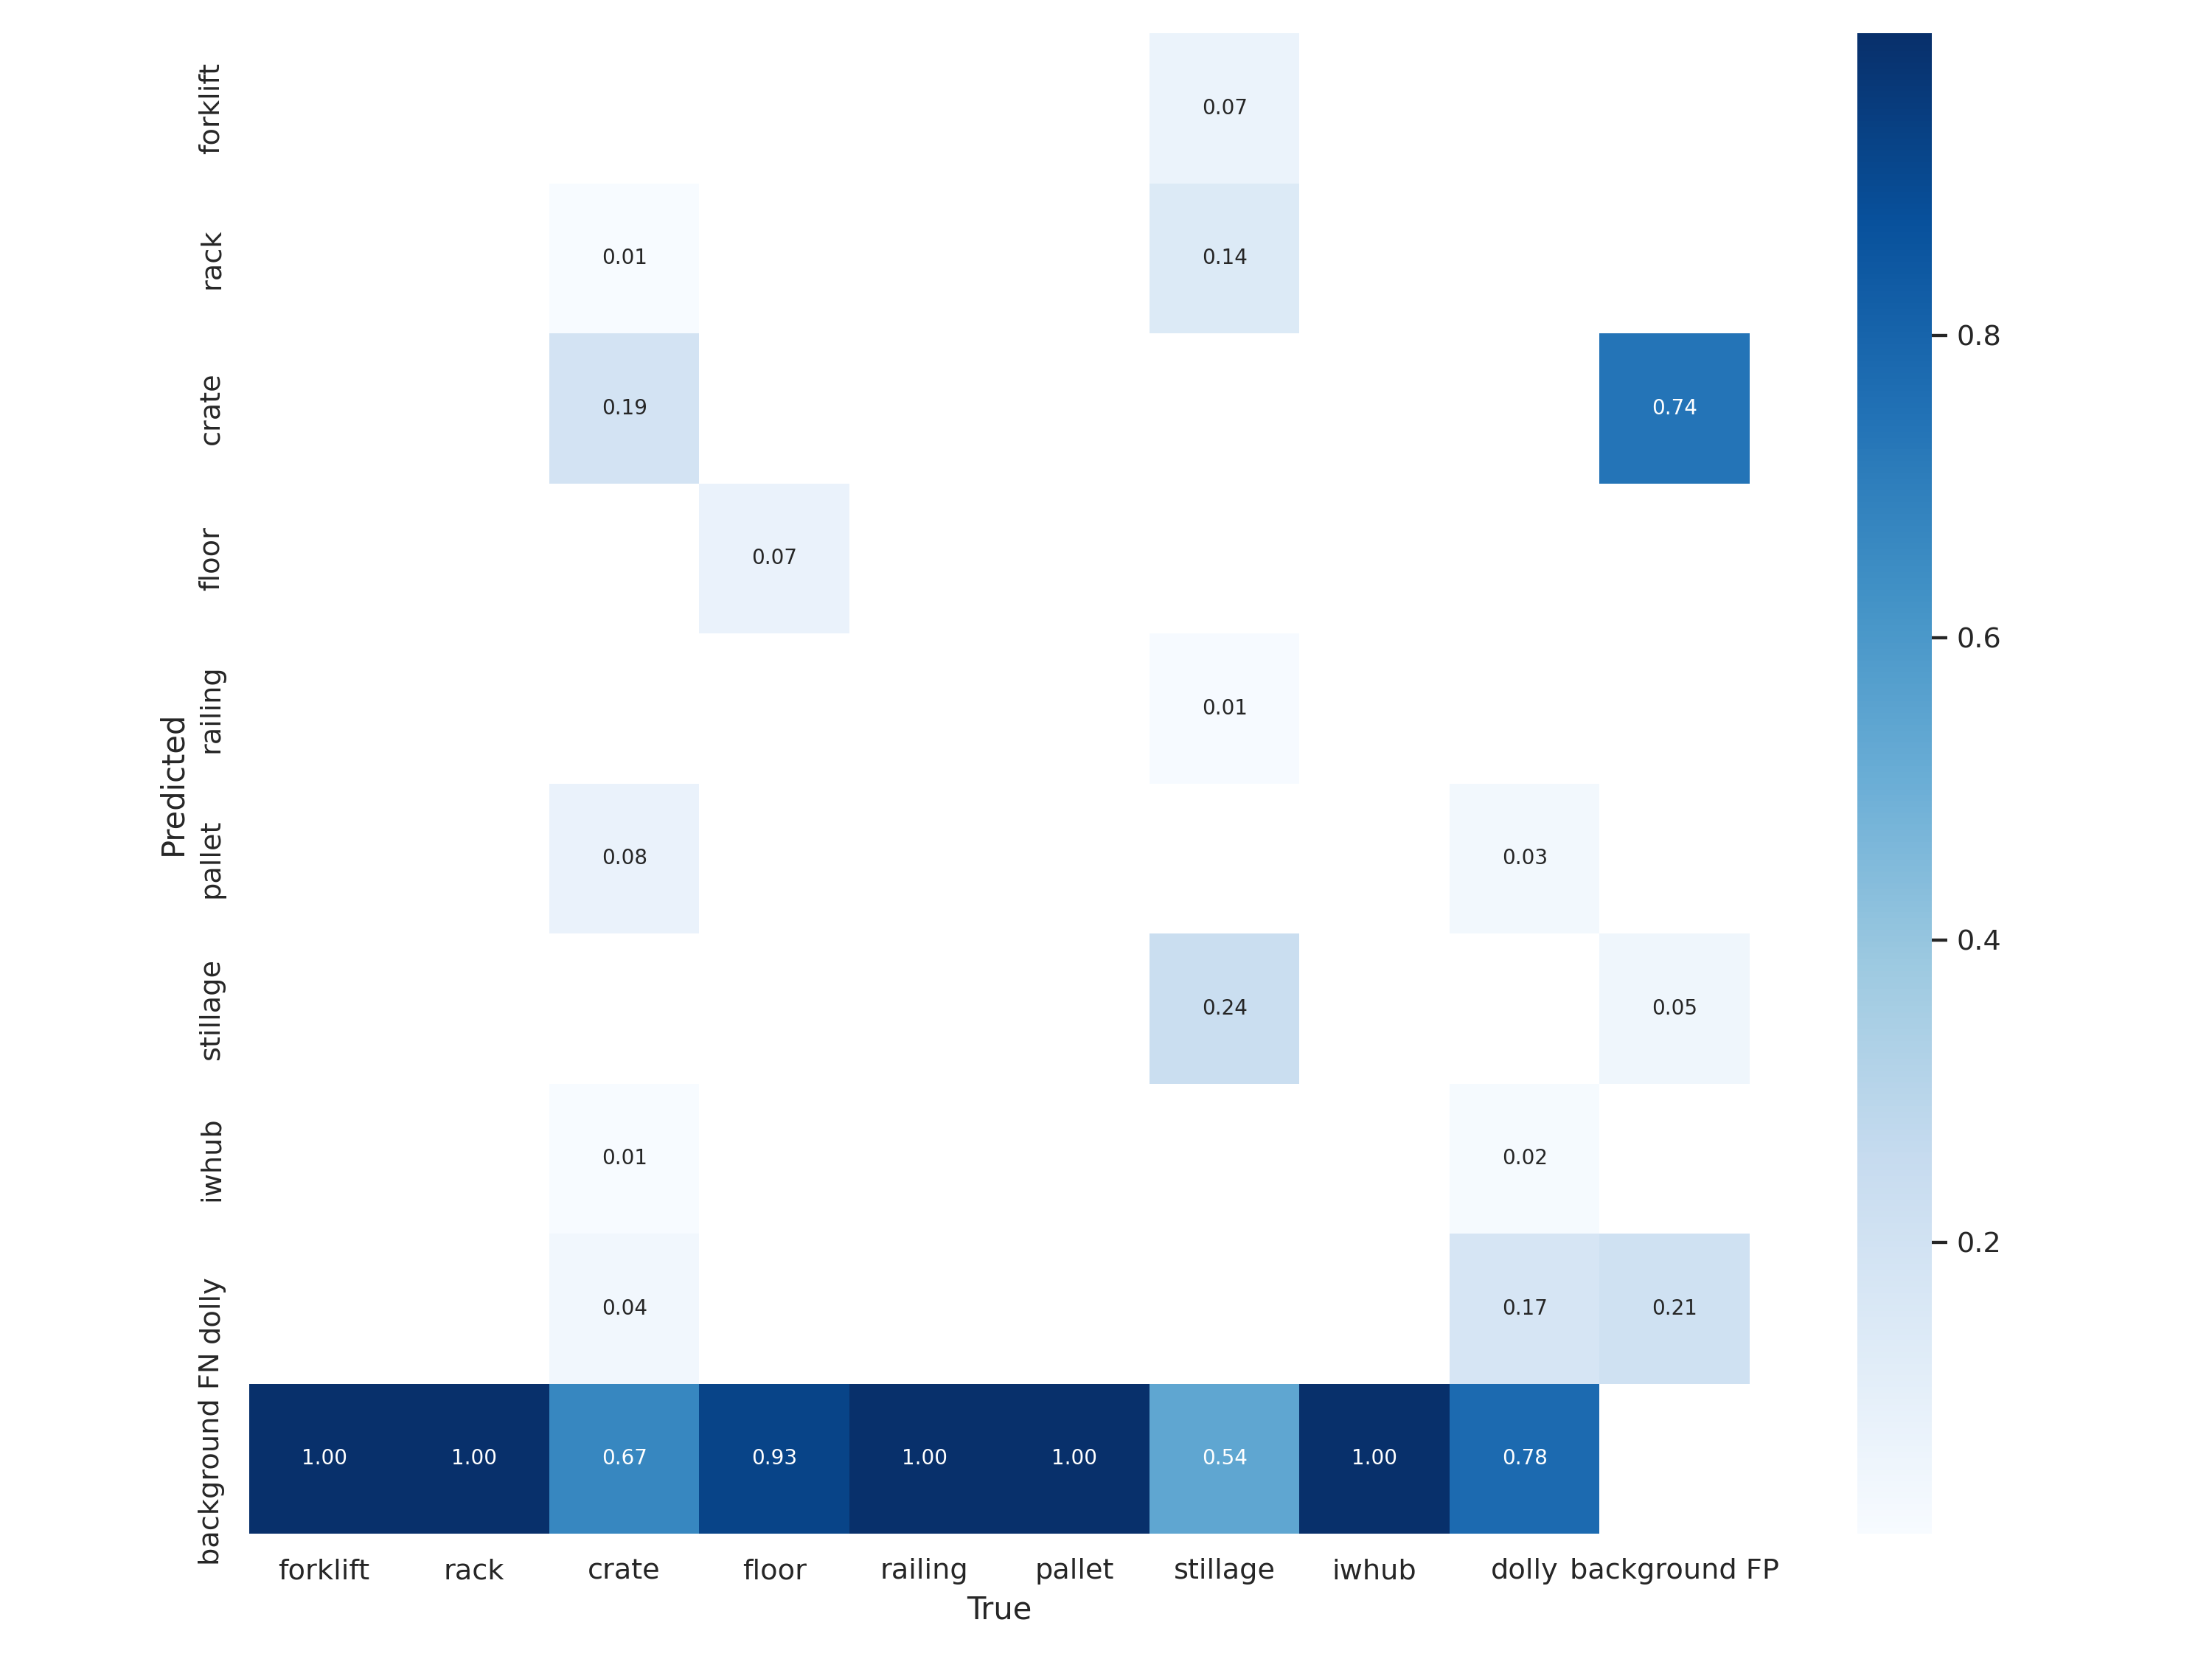 Predicted
forklift
0.07
rack
0.01 0.14
crate
0.19 0.74
floor
0.07
railing
0.01
pallet
0.08 0.03
stillage
0.24 0.05
iwhub
0.01 0.02
dolly
0.04 0.17 0.21
background FN
1.00 1.00 0.67 0.93 1.00 1.00 0.54 1.00 0.78
forklift rack crate floor railing pallet stillage iwhub dolly background FP
True
0.8
0.6
0.4
0.2